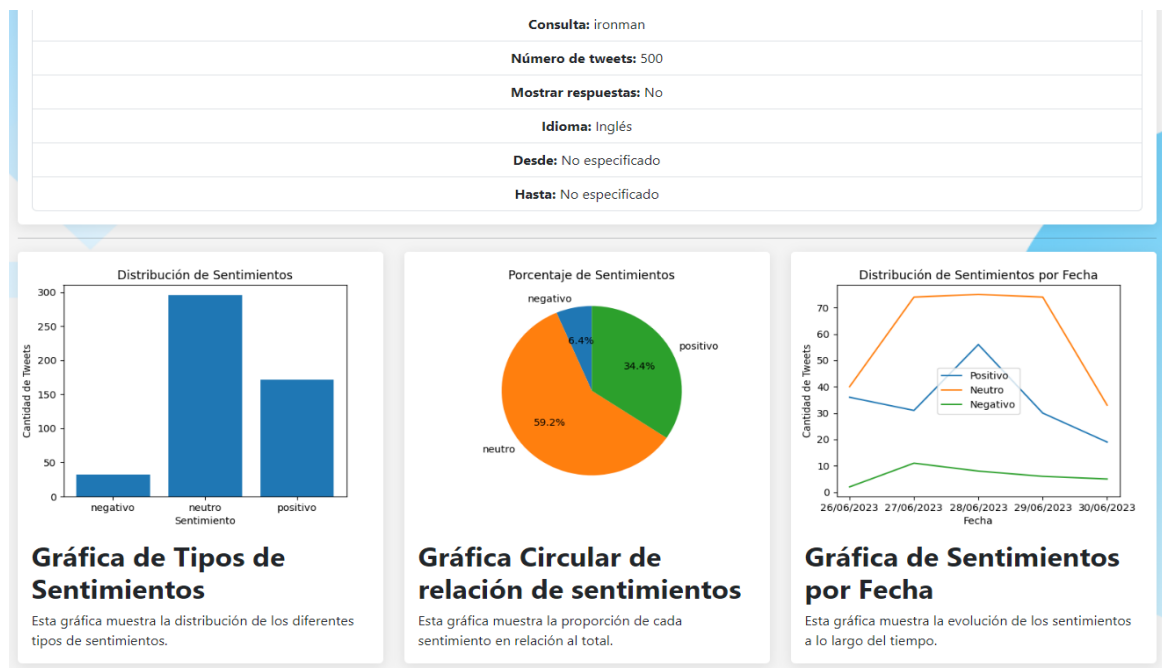 Consulta: ironman
Número de tweets: 500
Mostrar respuestas: No
Idioma: Inglés
Desde: No especificado
Hasta: No especificado
Distribución de Sentimientos
300
250
200
150
100
50
0
Cantidad de Tweets
negativo neutro positivo
Sentimiento
Gráfica de Tipos de
Sentimientos
Esta gráfica muestra la distribución de los diferentes
tipos de sentimientos.
Porcentaje de Sentimientos
negativo
6.4%
positivo
34.4%
59.2%
neutro
Gráfica Circular de
relación de sentimientos
Esta gráfica muestra la proporción de cada
sentimiento en relación al total.
Distribución de Sentimientos por Fecha
70
60
50
40
30
20
10
0
Cantidad de Tweets
Positivo
Neutro
Negativo
26/06/2023 27/06/2023 28/06/2023 29/06/2023 30/06/2023
Fecha
Gráfica de Sentimientos
por Fecha
Esta gráfica muestra la evolución de los sentimientos
a lo largo del tiempo.